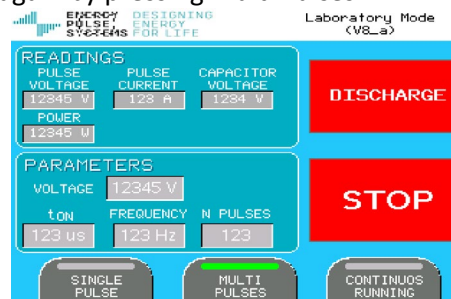 ENERGY PULSE SYSTEMS
DESIGNING ENERGY FOR LIFE
Laboratory Mode
(V8_a)
READINGS
PULSE VOLTAGE
PULSE CURRENT
CAPACITOR VOLTAGE
12345 V
123 A
1234 V
POWER
12345 W
DISCHARGE
PARAMETERS
VOLTAGE
12345 V
tON
FREQUENCY
N PULSES
123 us
123 Hz
123
STOP
SINGLE PULSE
MULTI PULSES
CONTINUOS RUNNING